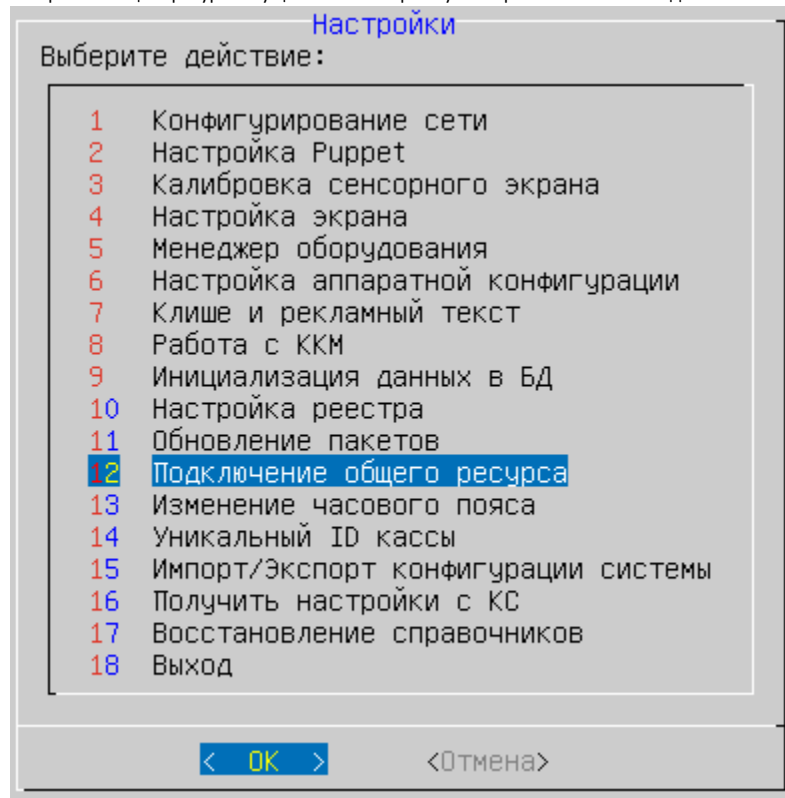 Настройки
Выберите действие:
1 Конфигурирование сети
2 Настройка Puppet
3 Калибровка сенсорного экрана
4 Настройка экрана
5 Менеджер оборудования
6 Настройка аппаратной конфигурации
7 Клише и рекламный текст
8 Работа с ККМ
9 Инициализация данных в БД
10 Настройка реестра
11 Обновление пакетов
12 Подключение общего ресурса
13 Изменение часового пояса
14 Уникальный ID кассы
15 Импорт/Экспорт конфигурации системы
16 Получить настройки с КС
17 Восстановление справочников
18 Выход
< OK > <Отмена>